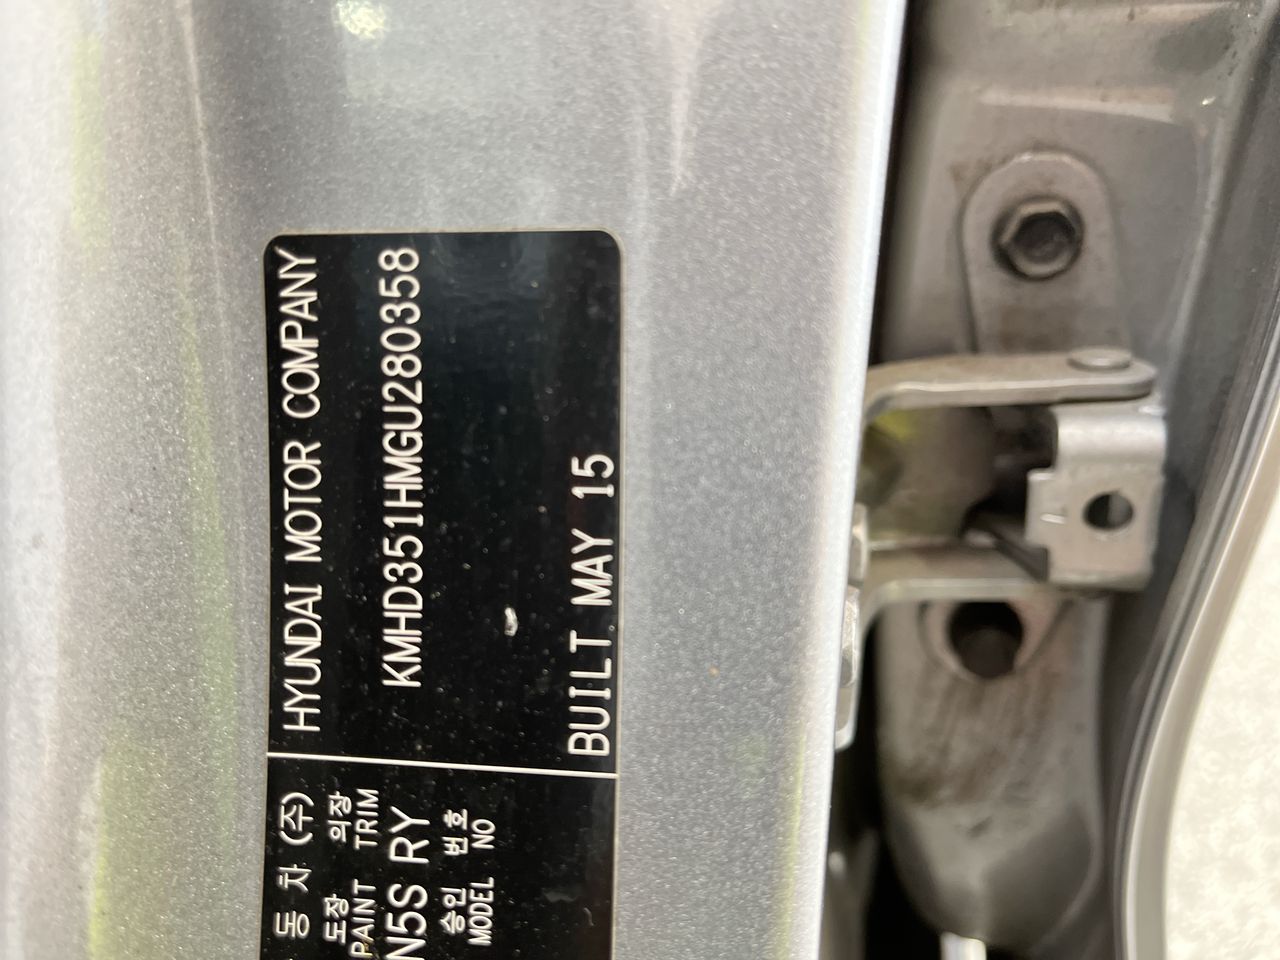 동 차 (주)
도장 의장
PAINT TRIM
N5S RY
승인 번호
MODEL NO
HYUNDAI MOTOR COMPANY
KMHD351HMGU280358
BUILT MAY 15